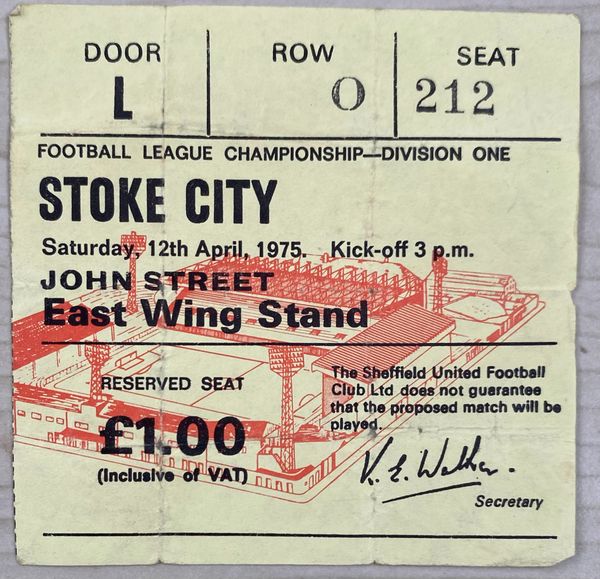 DOOR ROW SEAT
L O 212
FOOTBALL LEAGUE CHAMPIONSHIP—DIVISION ONE
STOKE CITY
Saturday, 12th April, 1975. Kick-off 3 p.m.
JOHN STREET
East Wing Stand
RESERVED SEAT
£1.00
(Inclusive of VAT)
The Sheffield United Football
Club Ltd does not guarantee
that the proposed match will be
played.
K. E. Walker.
Secretary